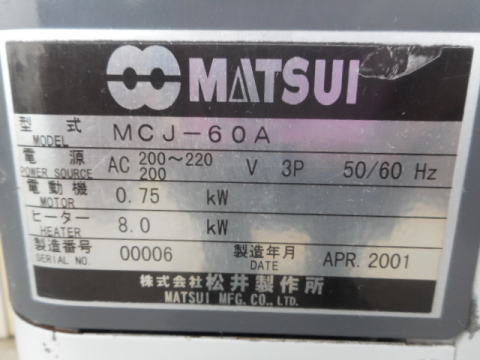 MATSUI
型式 MODEL MCJ-60A
電源 POWER SOURCE AC 200～220 200 V 3P 50/60 Hz
電動機 MOTOR 0.75 kW
ヒーター HEATER 8.0 kW
製造番号 SERIAL NO. 00006 製造年月 DATE APR. 2001
株式会社 松井製作所
MATSUI MFG. CO., LTD.